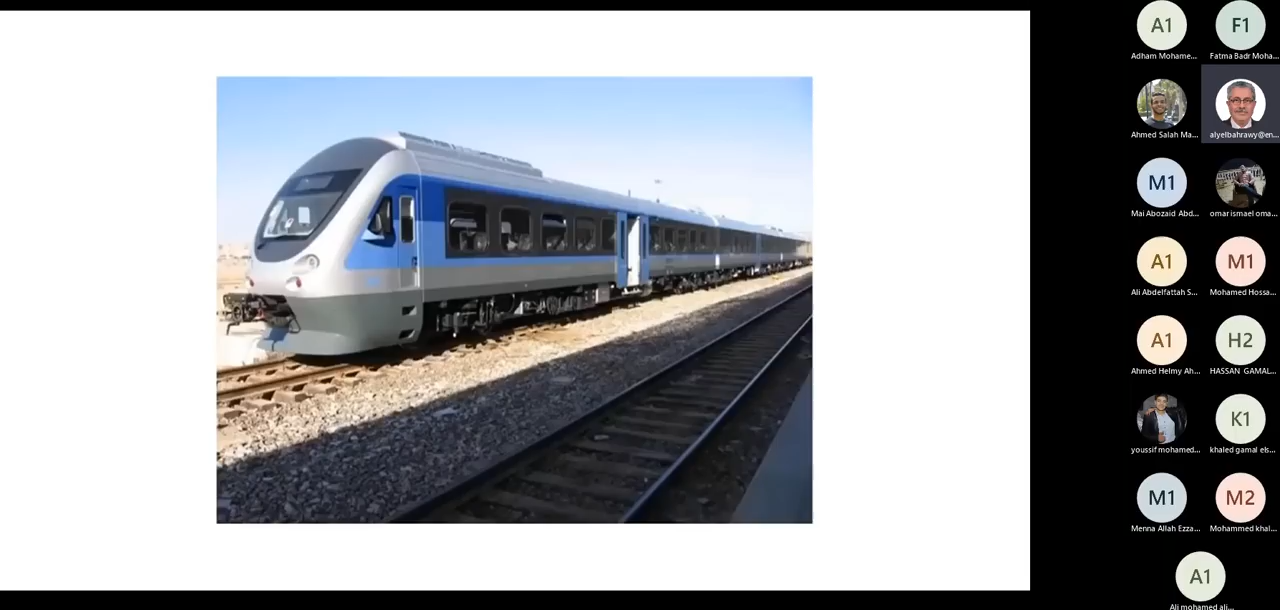 A1
F1
Adham Mohame...
Fatma Badr Moha...
Ahmed Salah Ma...
alyelbahrawy@en...
M1
Mai Abozaid Abd...
omar ismael oma...
A1
M1
Ali Abdelfattah S...
Mohamed Hossa...
A1
H2
Ahmed Helmy Ah...
HASSAN GAMAL...
K1
youssif mohamed...
khaled gamal els...
M1
M2
Menna Allah Ezza...
Mohammed khal...
A1
Ali mohamed ali...